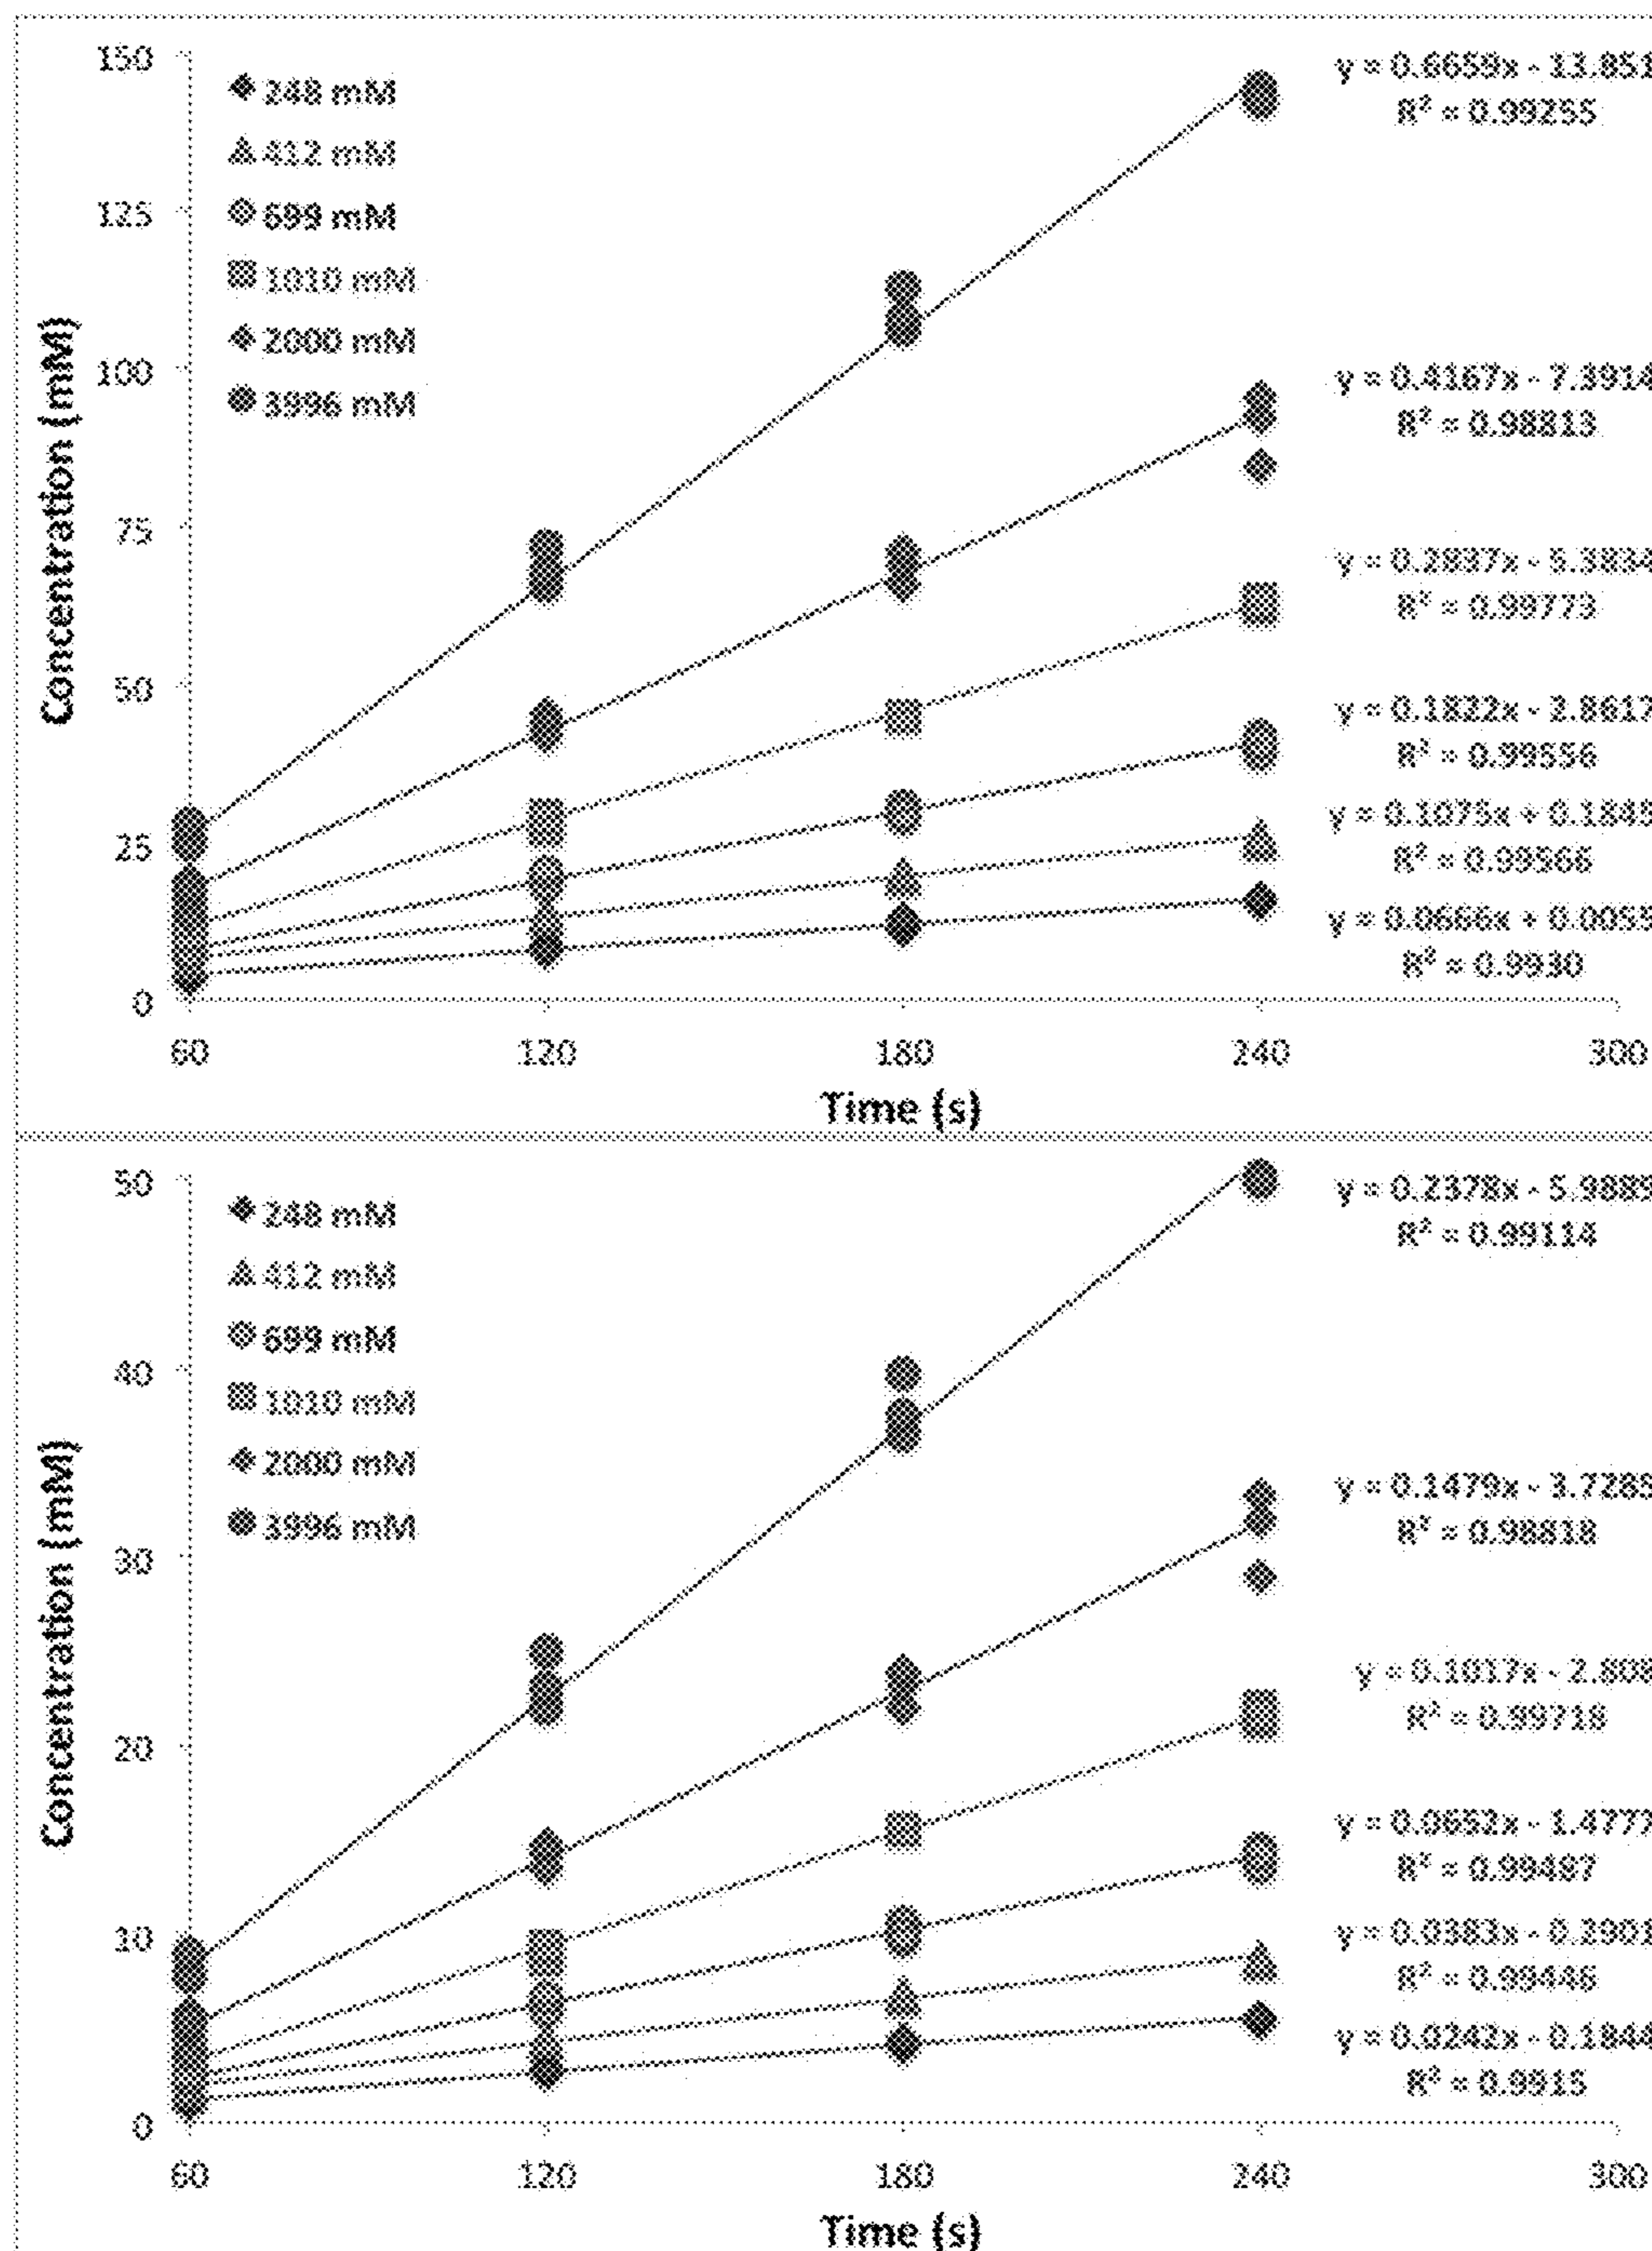 150
125
100
75
50
25
0
Concentration (mM)
248 mM
412 mM
699 mM
1010 mM
2000 mM
3996 mM
y = 0.6659x - 13.851
R² = 0.99255
y = 0.4167x - 7.3914
R² = 0.98813
y = 0.2837x - 5.3834
R² = 0.99773
y = 0.1822x - 2.8617
R² = 0.99556
y = 0.1075x + 0.1845
R² = 0.99566
y = 0.0666x + 0.0055
R² = 0.9930
60 120 180 240 300
Time (s)
50
40
30
20
10
0
Concentration (mM)
248 mM
412 mM
699 mM
1010 mM
2000 mM
3996 mM
y = 0.2378x - 5.9885
R² = 0.99114
y = 0.1479x - 3.7285
R² = 0.98818
y = 0.1017x - 2.808
R² = 0.99718
y = 0.0652x - 1.4777
R² = 0.99487
y = 0.0383x - 0.2901
R² = 0.99446
y = 0.0242x - 0.1844
R² = 0.9915
60 120 180 240 300
Time (s)